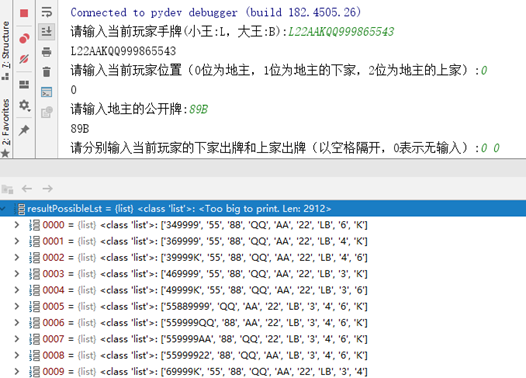 Connected to pydev debugger (build 182.4505.26)
请输入当前玩家手牌(小王:L，大王:B):L22AAKQQ999865543
L22AAKQQ999865543
请输入当前玩家位置（0位为地主，1位为地主的下家，2位为地主的上家）:0
0
请输入地主的公开牌:89B
89B
请分别输入当前玩家的下家出牌和上家出牌（以空格隔开，0表示无输入）:0 0
7: Structure
2: Favorites
resultPossibleLst = {list} <class 'list'>: <Too big to print. Len: 2912>
0000 = {list} <class 'list'>: ['349999', '55', '88', 'QQ', 'AA', '22', 'LB', '6', 'K']
0001 = {list} <class 'list'>: ['369999', '55', '88', 'QQ', 'AA', '22', 'LB', '4', 'K']
0002 = {list} <class 'list'>: ['39999K', '55', '88', 'QQ', 'AA', '22', 'LB', '4', '6']
0003 = {list} <class 'list'>: ['469999', '55', '88', 'QQ', 'AA', '22', 'LB', '3', 'K']
0004 = {list} <class 'list'>: ['49999K', '55', '88', 'QQ', 'AA', '22', 'LB', '3', '6']
0005 = {list} <class 'list'>: ['55889999', 'QQ', 'AA', '22', 'LB', '3', '4', '6', 'K']
0006 = {list} <class 'list'>: ['559999QQ', '88', 'AA', '22', 'LB', '3', '4', '6', 'K']
0007 = {list} <class 'list'>: ['559999AA', '88', 'QQ', '22', 'LB', '3', '4', '6', 'K']
0008 = {list} <class 'list'>: ['55999922', '88', 'QQ', 'AA', 'LB', '3', '4', '6', 'K']
0009 = {list} <class 'list'>: ['69999K', '55', '88', 'QQ', 'AA', '22', 'LB', '3', '4']